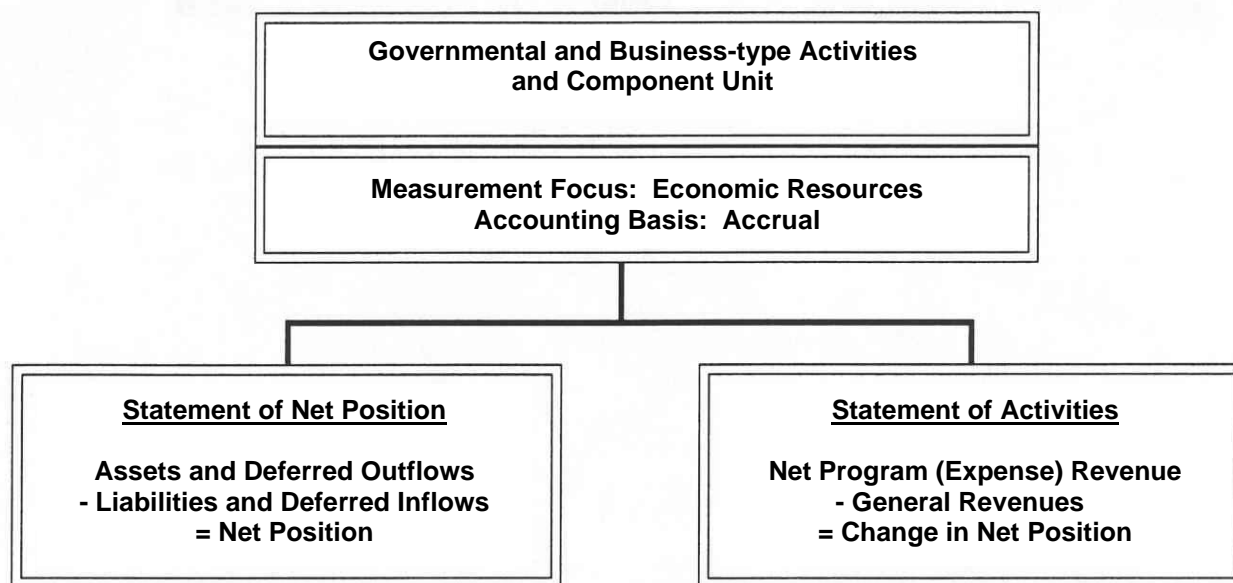 Governmental and Business-type Activities
and Component Unit
Measurement Focus: Economic Resources
Accounting Basis: Accrual
Statement of Net Position
Assets and Deferred Outflows
- Liabilities and Deferred Inflows
= Net Position
Statement of Activities
Net Program (Expense) Revenue
- General Revenues
= Change in Net Position